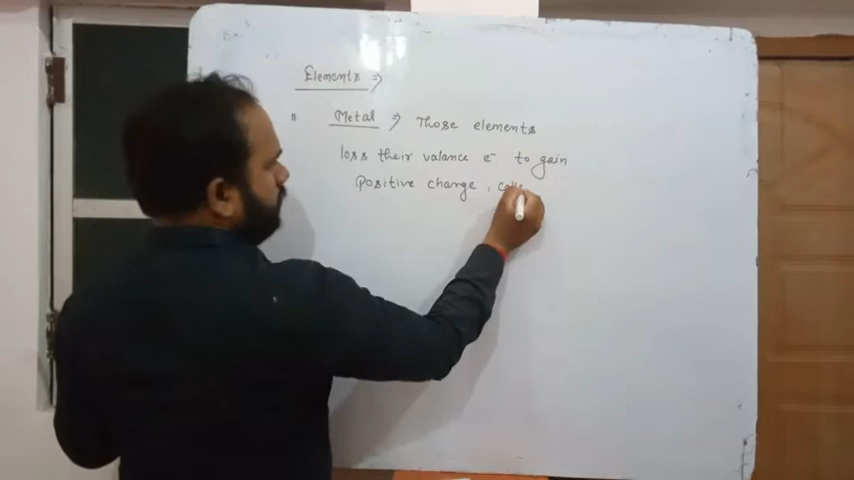 Elements ⇒
Metal ⇒ Those elements
loss their valance e⁻ to gain
Positive charge,